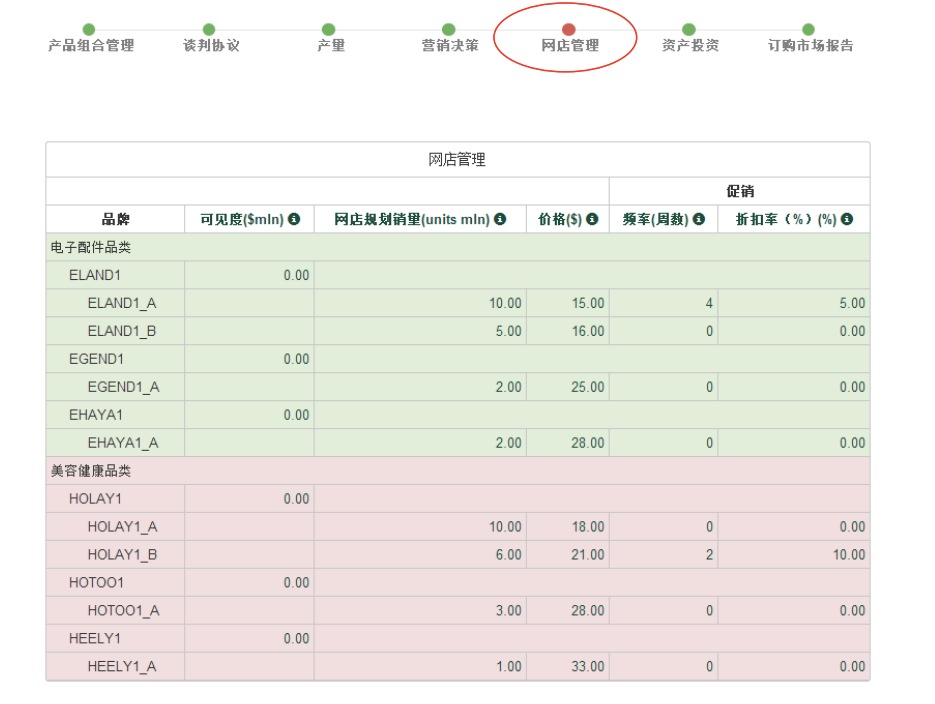 产品组合管理 谈判协议 产量 营销决策 网店管理 资产投资 订购市场报告
网店管理
促销
品牌 可见度($mln) 网店规划销量(units mln) 价格($) 频率(周数) 折扣率（%）(%)
电子配件品类
ELAND1 0.00
ELAND1_A 10.00 15.00 4 5.00
ELAND1_B 5.00 16.00 0 0.00
EGEND1 0.00
EGEND1_A 2.00 25.00 0 0.00
EHAYA1 0.00
EHAYA1_A 2.00 28.00 0 0.00
美容健康品类
HOLAY1 0.00
HOLAY1_A 10.00 18.00 0 0.00
HOLAY1_B 6.00 21.00 2 10.00
HOTOO1 0.00
HOTOO1_A 3.00 28.00 0 0.00
HEELY1 0.00
HEELY1_A 1.00 33.00 0 0.00